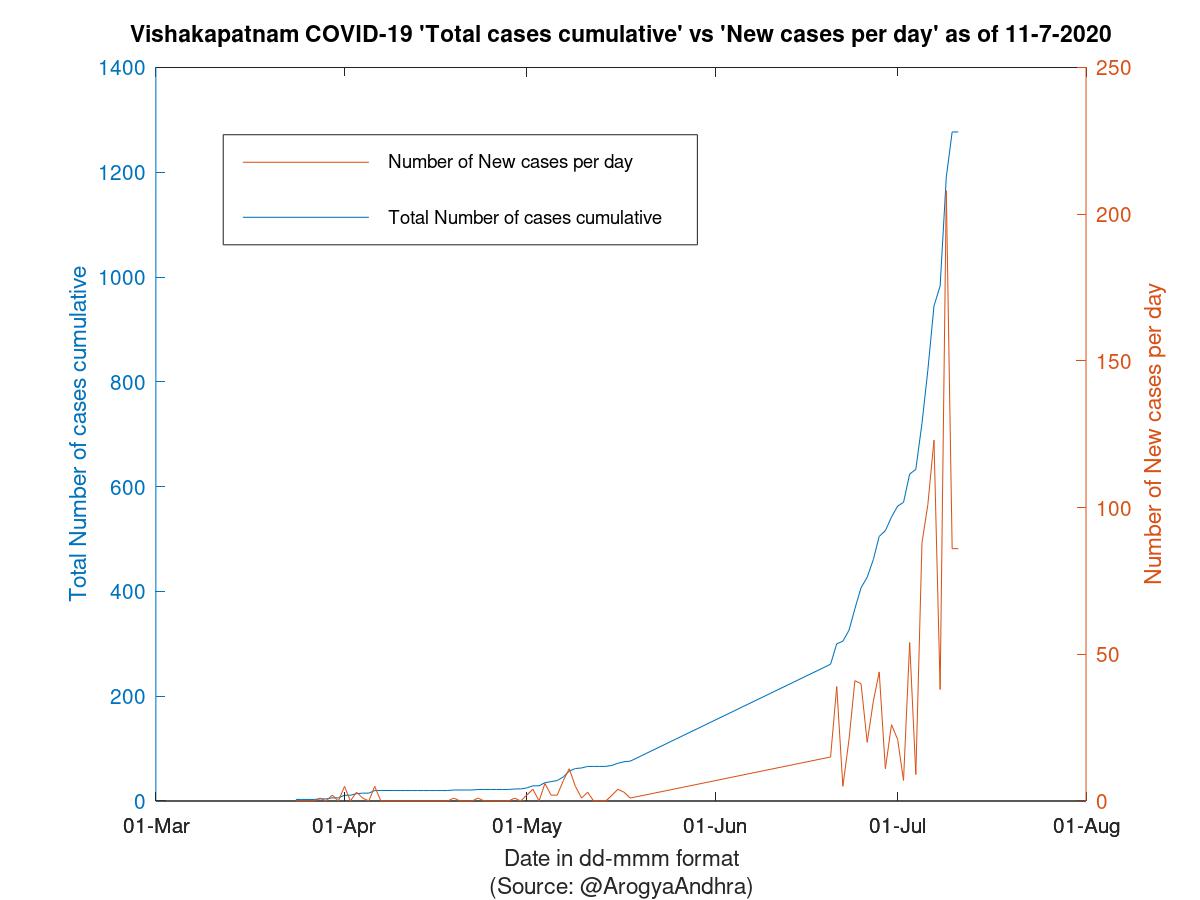 Vishakapatnam COVID-19 'Total cases cumulative' vs 'New cases per day' as of 11-7-2020
1400
1200
1000
800
600
400
200
0
Total Number of cases cumulative
Number of New cases per day
Total Number of cases cumulative
250
200
150
100
50
0
Number of New cases per day
01-Mar 01-Apr 01-May 01-Jun 01-Jul 01-Aug
Date in dd-mmm format
(Source: @ArogyaAndhra)